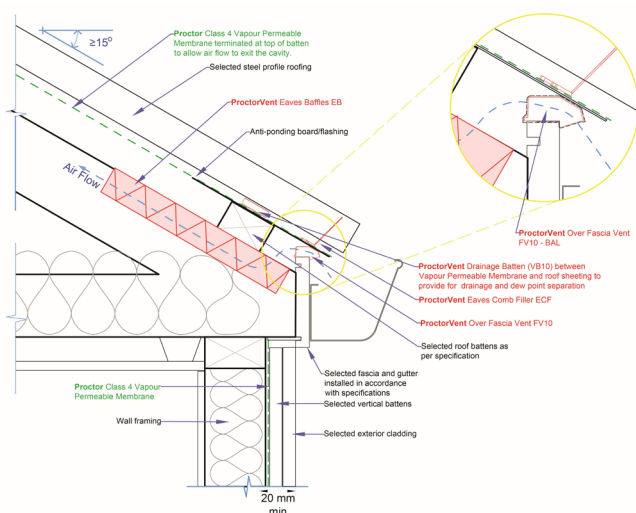 ≥15°
Proctor Class 4 Vapour Permeable
Membrane terminated at top of batten
to allow air flow to exit the cavity.
Selected steel profile roofing
ProctorVent Eaves Baffles EB
Anti-ponding board/flashing
Air Flow
ProctorVent Over Fascia Vent
FV10 - BAL
ProctorVent Drainage Batten (VB10) between
Vapour Permeable Membrane and roof sheeting to
provide for drainage and dew point separation
ProctorVent Eaves Comb Filler ECF
ProctorVent Over Fascia Vent FV10
Selected roof battens as
per specification
Selected fascia and gutter
installed in accordance
with specifications
Proctor Class 4 Vapour
Permeable Membrane
Selected vertical battens
Wall framing
Selected exterior cladding
20 mm
min